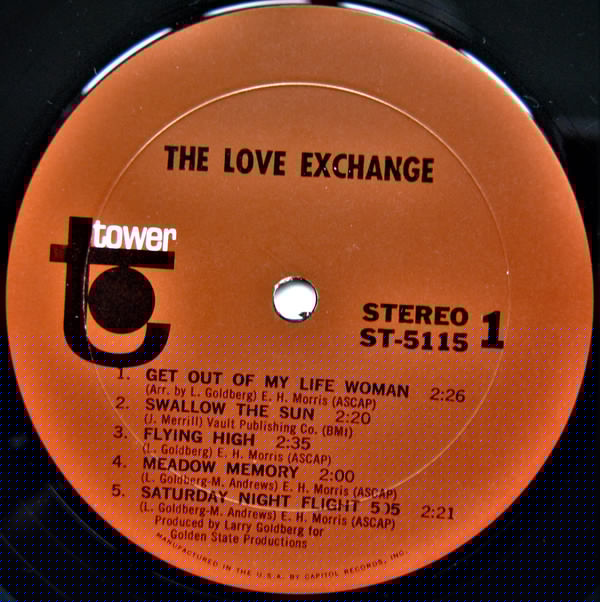 THE LOVE EXCHANGE
tower
STEREO 1
ST-5115
1. GET OUT OF MY LIFE WOMAN 2:26
(Arr. by L. Goldberg) E. H. Morris (ASCAP)
2. SWALLOW THE SUN 2:20
(J. Merrill) Vault Publishing Co. (BMI)
3. FLYING HIGH 2:35
(L. Goldberg) E. H. Morris (ASCAP)
4. MEADOW MEMORY 2:00
(L. Goldberg-M. Andrews) E. H. Morris (ASCAP)
5. SATURDAY NIGHT FLIGHT 505 2:21
(L. Goldberg-M. Andrews) E. H. Morris (ASCAP)
Produced by Larry Goldberg for
Golden State Productions
MANUFACTURED IN THE U.S.A. BY CAPITOL RECORDS, INC.